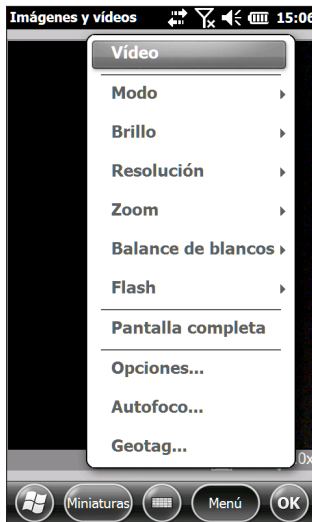 Imágenes y vídeos 15:06
Vídeo
Modo
Brillo
Resolución
Zoom
Balance de blancos
Flash
Pantalla completa
Opciones...
Autofoco...
Geotag...
0x
Miniaturas Menú OK